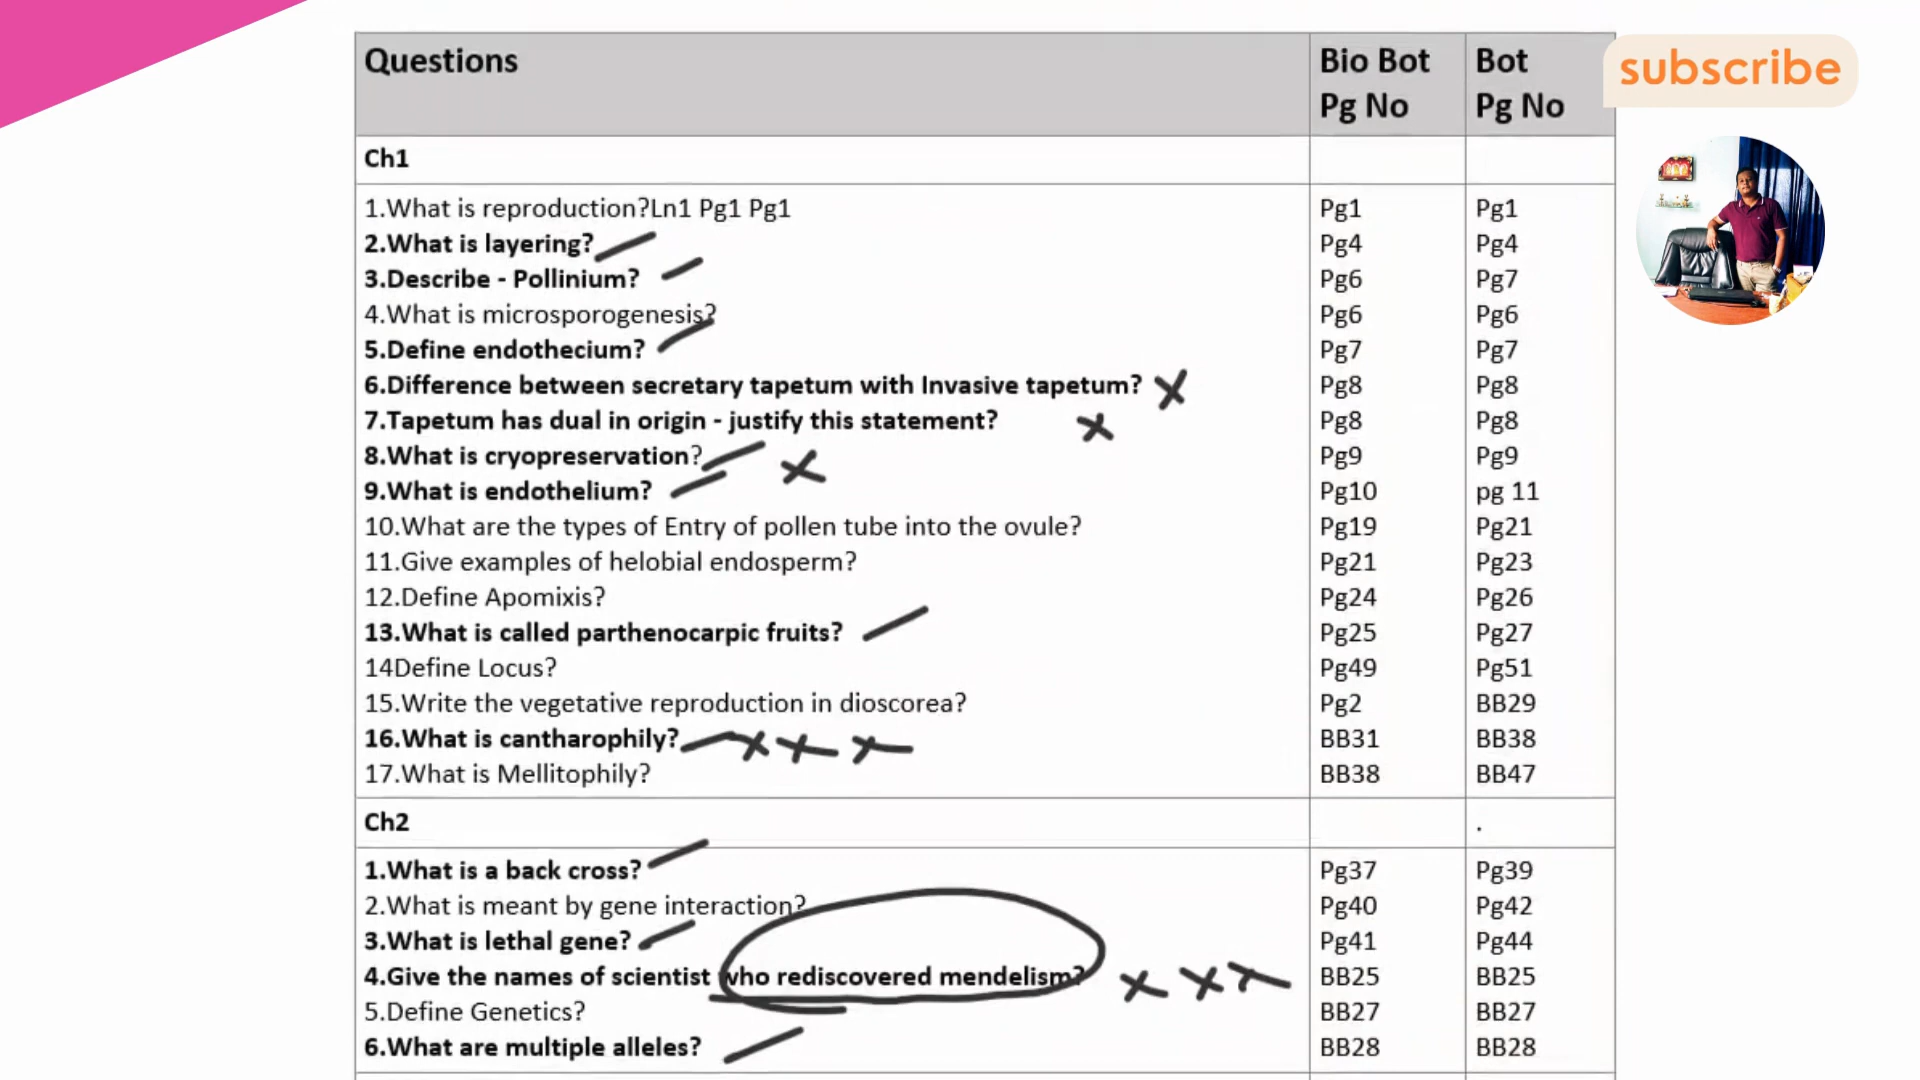 Questions Bio Bot Pg No Bot Pg No
subscribe
Ch1
1.What is reproduction?Ln1 Pg1 Pg1 Pg1 Pg1
2.What is layering? Pg4 Pg4
3.Describe - Pollinium? Pg6 Pg7
4.What is microsporogenesis? Pg6 Pg6
5.Define endothecium? Pg7 Pg7
6.Difference between secretary tapetum with Invasive tapetum? Pg8 Pg8
7.Tapetum has dual in origin - justify this statement? Pg8 Pg8
8.What is cryopreservation? Pg9 Pg9
9.What is endothelium? Pg10 pg 11
10.What are the types of Entry of pollen tube into the ovule? Pg19 Pg21
11.Give examples of helobial endosperm? Pg21 Pg23
12.Define Apomixis? Pg24 Pg26
13.What is called parthenocarpic fruits? Pg25 Pg27
14Define Locus? Pg49 Pg51
15.Write the vegetative reproduction in dioscorea? Pg2 BB29
16.What is cantharophily? BB31 BB38
17.What is Mellitophily? BB38 BB47
Ch2 .
1.What is a back cross? Pg37 Pg39
2.What is meant by gene interaction? Pg40 Pg42
3.What is lethal gene? Pg41 Pg44
4.Give the names of scientist who rediscovered mendelism? BB25 BB25
5.Define Genetics? BB27 BB27
6.What are multiple alleles? BB28 BB28